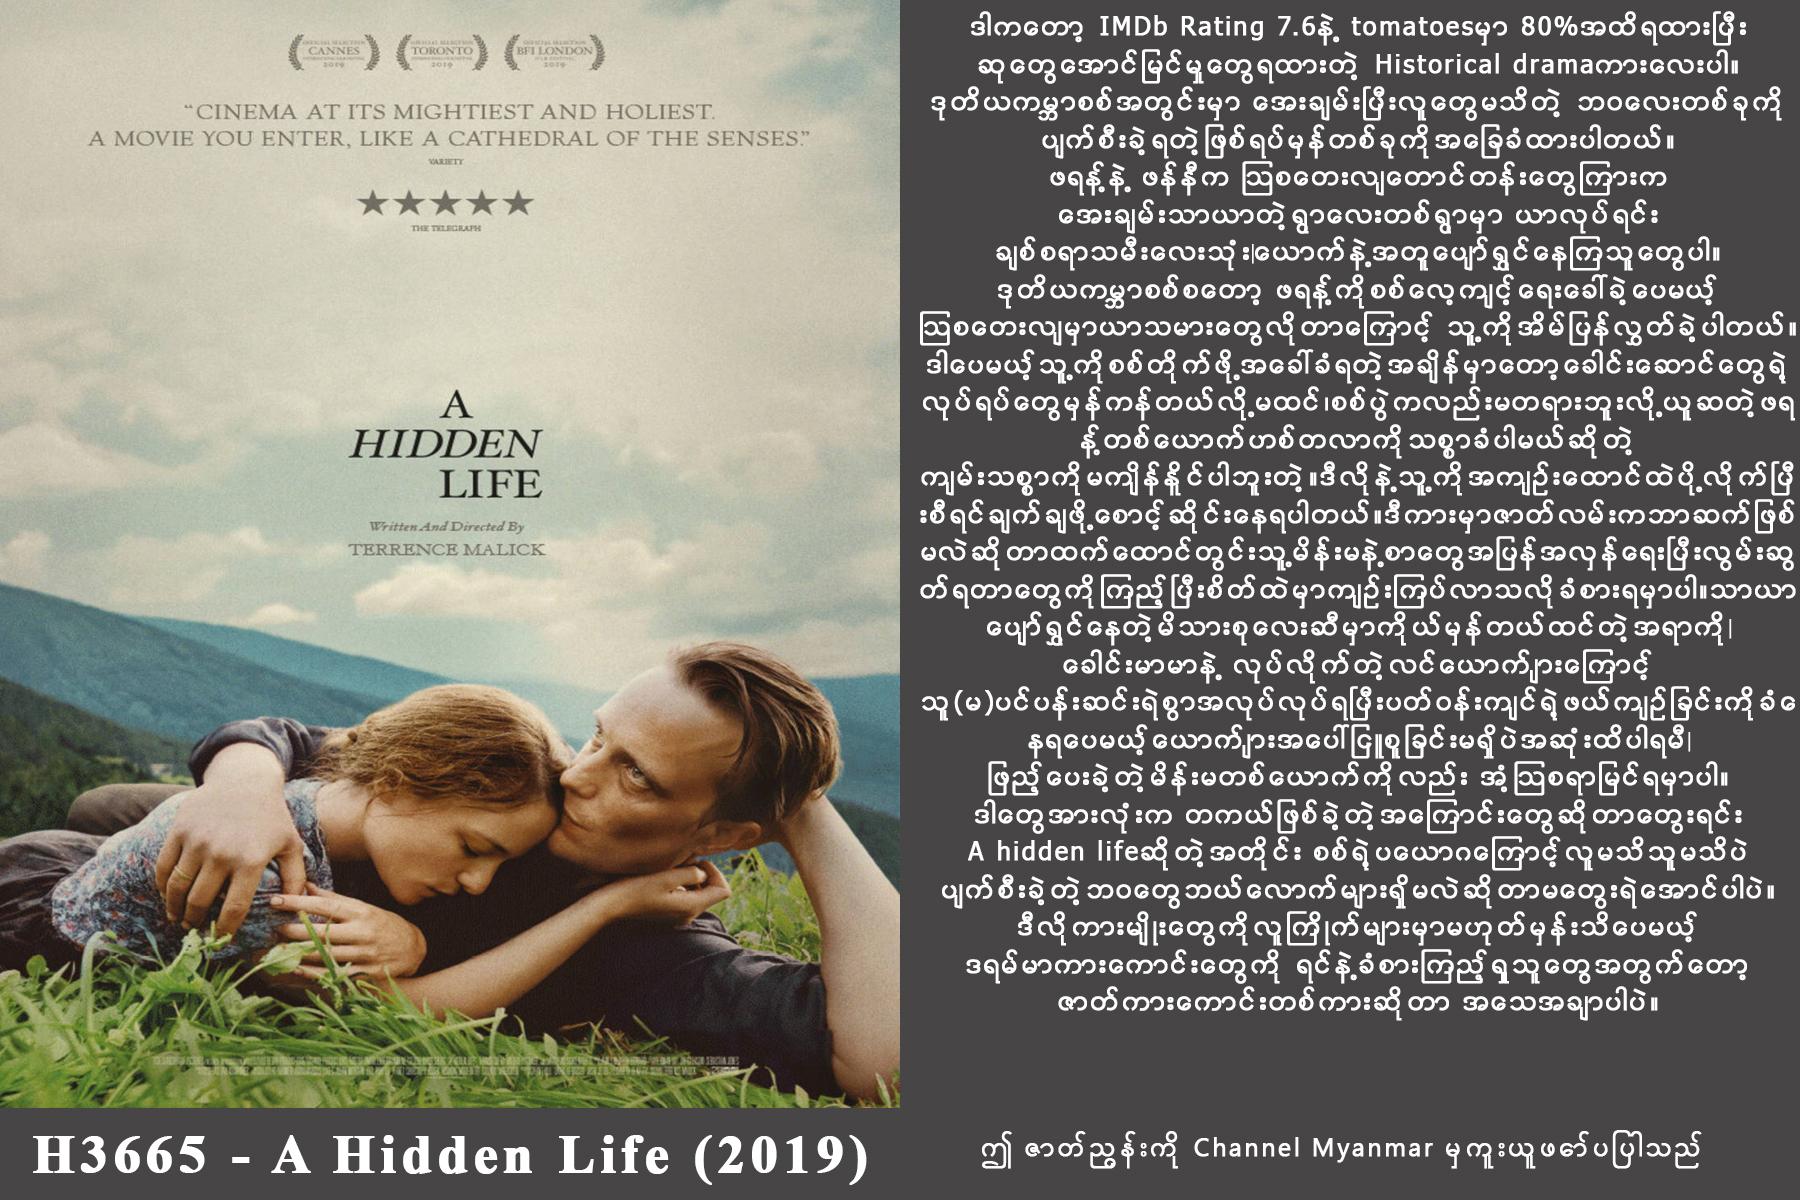 OFFICIAL SELECTION
CANNES
2019
OFFICIAL SELECTION
TORONTO
2019
OFFICIAL SELECTION
BFI LONDON
FILM FESTIVAL
2019
“CINEMA AT ITS MIGHTIEST AND HOLIEST.
A MOVIE YOU ENTER, LIKE A CATHEDRAL OF THE SENSES.”
VARIETY
★★★★★
THE TELEGRAPH
A
HIDDEN
LIFE
Written And Directed By
TERRENCE MALICK
H3665 - A Hidden Life (2019)
ဒါကတော့ IMDb Rating 7.6နဲ့ tomatoesမှာ 80%အထိရထားပြီး
ဆုတွေအောင်မြင်မှုတွေရထားတဲ့ Historical dramaကားလေးပါ။
ဒုတိယကမ္ဘာစစ်အတွင်းမှာ အေးချမ်းပြီးလူတွေမသိတဲ့ ဘဝလေးတစ်ခုကို
ပျက်စီးခဲ့ရတဲ့ဖြစ်ရပ်မှန်တစ်ခုကိုအခြေခံထားပါတယ်။
ဖရန့်နဲ့ ဖန်နီက ဩစတေးလျတောင်တန်းတွေကြားက
အေးချမ်းသာယာတဲ့ရွာလေးတစ်ရွာမှာ ယာလုပ်ရင်း
ချစ်စရာသမီးလေးသုံး|ယောက်နဲ့အတူပျော်ရွှင်နေကြသူတွေပါ။
ဒုတိယကမ္ဘာစစ်စတော့ ဖရန့်ကိုစစ်လေ့ကျင့်ရေးခေါ်ခဲ့ပေမယ့်
ဩစတေးလျမှာယာသမားတွေလိုတာကြောင့် သူ့ကိုအိမ်ပြန်လွှတ်ခဲ့ပါတယ်။
ဒါပေမယ့်သူ့ကိုစစ်တိုက်ဖို့အခေါ်ခံရတဲ့အချိန်မှာတော့ခေါင်းဆောင်တွေရဲ့
လုပ်ရပ်တွေမှန်ကန်တယ်လို့မထင်၊စစ်ပွဲကလည်းမတရားဘူးလို့ယူဆတဲ့ဖရ
န့်တစ်ယောက်ဟစ်တလာကိုသစ္စာခံပါမယ်ဆိုတဲ့
ကျမ်းသစ္စာကိုမကျိန်နိူင်ပါဘူးတဲ့။ဒီလိုနဲ့သူ့ကိုအကျဉ်းထောင်ထဲပို့လိုက်ပြီ
းစီရင်ချက်ချဖို့စောင့်ဆိုင်းနေရပါတယ်။ဒီကားမှာဇာတ်လမ်းကဘာဆက်ဖြစ်
မလဲဆိုတာထက်ထောင်တွင်းသူ့မိန်းမနဲ့စာတွေအပြန်အလှန်ရေးပြီးလွမ်းဆွ
တ်ရတာတွေကိုကြည့်ပြီးစိတ်ထဲမှာကျဉ်းကြပ်လာသလိုခံစားရမှာပါ။သာယာ
ပျော်ရွှင်နေတဲ့မိသားစုလေးဆီမှာကိုယ်မှန်တယ်ထင်တဲ့အရာကို|
ခေါင်းမာမာနဲ့ လုပ်လိုက်တဲ့လင်ယောက်ျားကြောင့်
သူ(မ)ပင်ပန်းဆင်းရဲစွာအလုပ်လုပ်ရပြီးပတ်ဝန်းကျင်ရဲ့ဖယ်ကျဉ်ခြင်းကိုခံေ
နရပေမယ့်ယောက်ျားအပေါ်ငြူစူခြင်းမရှိပဲအဆုံးထိပါရမီ|
ဖြည့်ပေးခဲ့တဲ့မိန်းမတစ်ယောက်ကိုလည်း အံ့ဩစရာမြင်ရမှာပါ။
ဒါတွေအားလုံးက တကယ်ဖြစ်ခဲ့တဲ့အကြောင်းတွေဆိုတာတွေးရင်း
A hidden lifeဆိုတဲ့အတိုင်း စစ်ရဲ့ပယောဂကြောင့်လူမသိသူမသိပဲ
ပျက်စီးခဲ့တဲ့ဘဝတွေဘယ်လောက်များရှိမလဲဆိုတာမတွေးရဲအောင်ပါပဲ။
ဒီလိုကားမျိုးတွေကိုလူကြိုက်များမှာမဟုတ်မှန်းသိပေမယ့်
ဒရမ်မာကားကောင်းတွေကို ရင်နဲ့ခံစားကြည့်ရှုသူတွေအတွက်တော့
ဇာတ်ကားကောင်းတစ်ကားဆိုတာ အသေအချာပါပဲ။
ဤ ဇာတ်ညွှန်းကို Channel Myanmar မှကူးယူဖော်ပပြါသည်